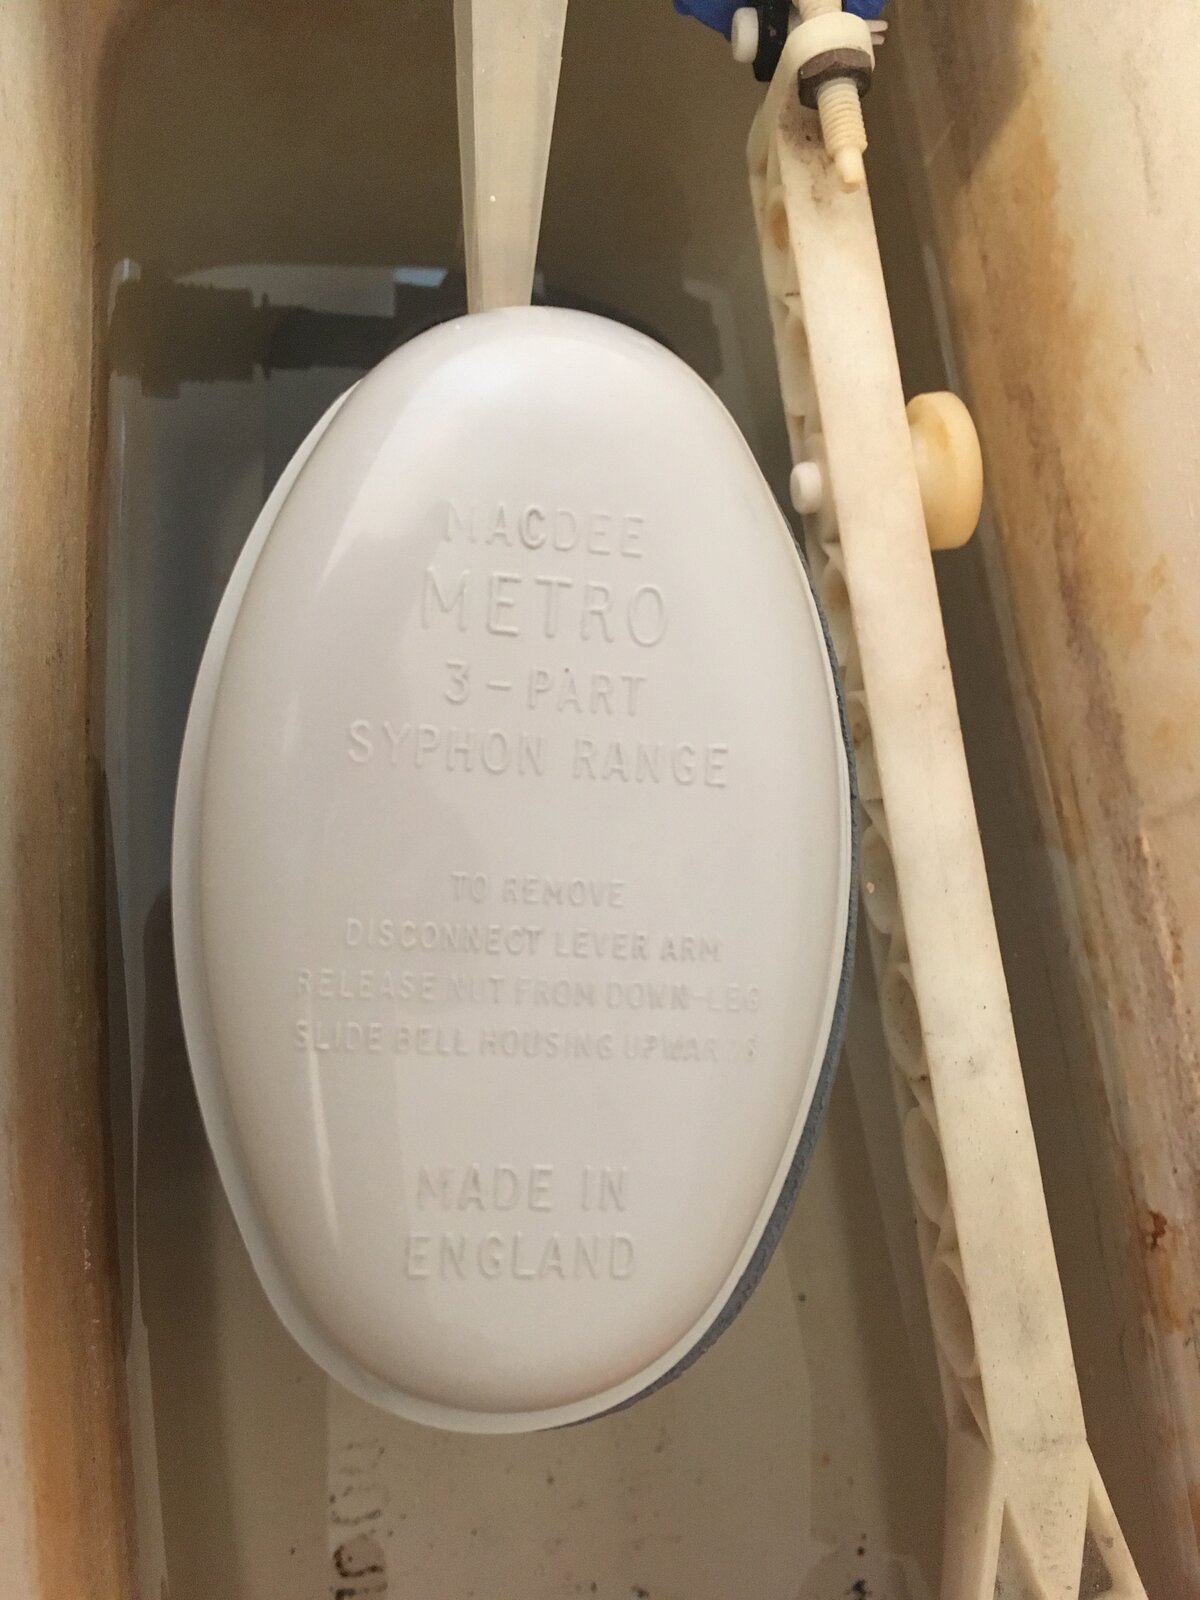 MACDEE
METRO
3-PART
SYPHON RANGE
TO REMOVE
DISCONNECT LEVER ARM
RELEASE NUT FROM DOWN-LEG
SLIDE BELL HOUSING UPWARDS
MADE IN
ENGLAND